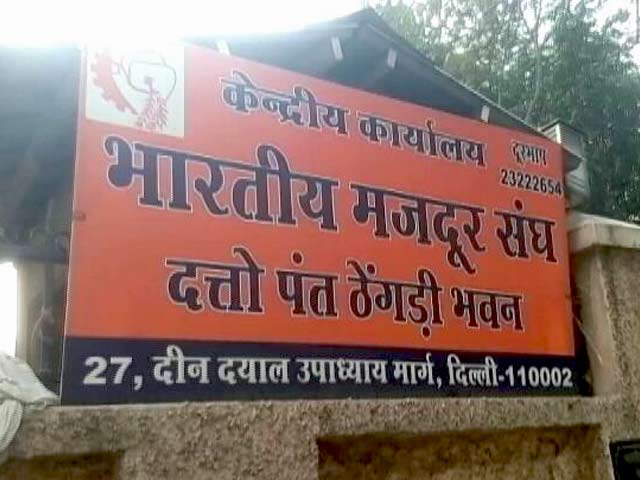 केन्द्रीय कार्यालय
दूरभाष
23222654
भारतीय मजदूर संघ
दत्तो पंत ठेंगड़ी भवन
27, दीन दयाल उपाध्याय मार्ग, दिल्ली-110002